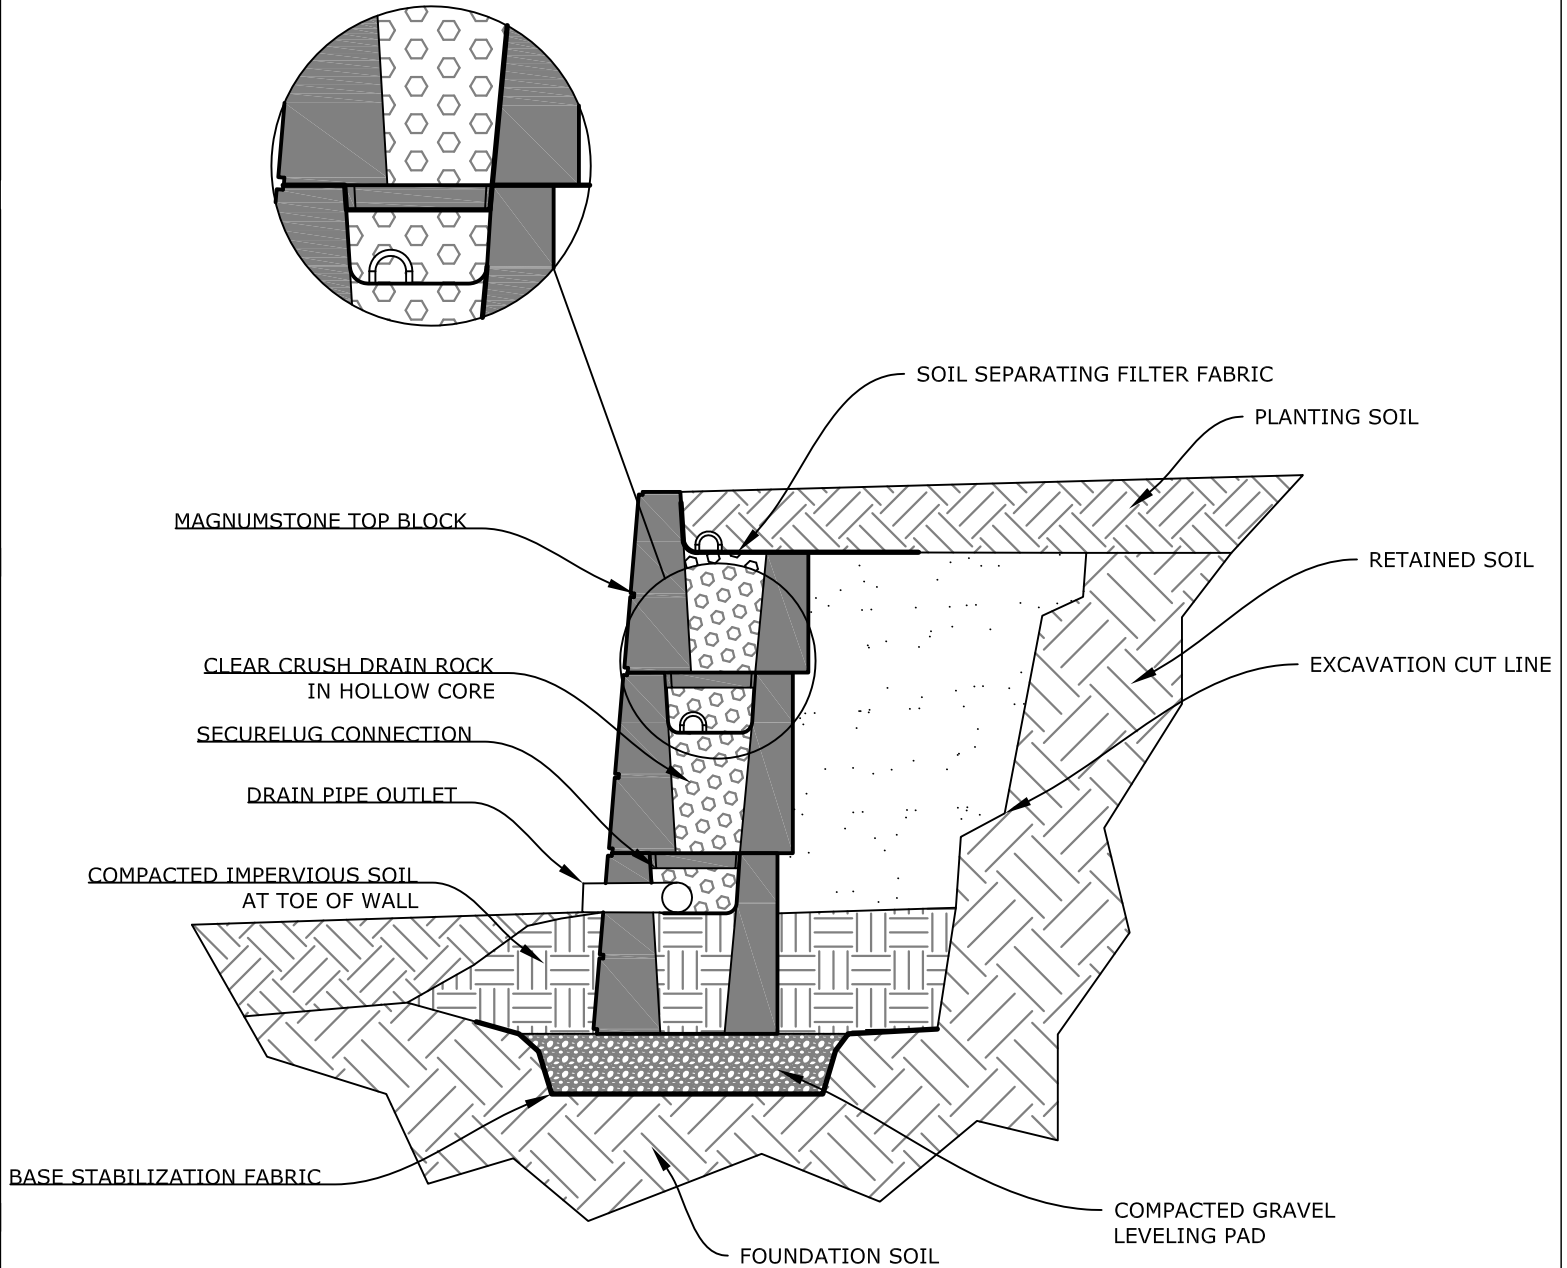 SOIL SEPARATING FILTER FABRIC
PLANTING SOIL
MAGNUMSTONE TOP BLOCK
RETAINED SOIL
CLEAR CRUSH DRAIN ROCK
IN HOLLOW CORE
EXCAVATION CUT LINE
SECURELUG CONNECTION
DRAIN PIPE OUTLET
COMPACTED IMPERVIOUS SOIL
AT TOE OF WALL
BASE STABILIZATION FABRIC
COMPACTED GRAVEL
LEVELING PAD
FOUNDATION SOIL